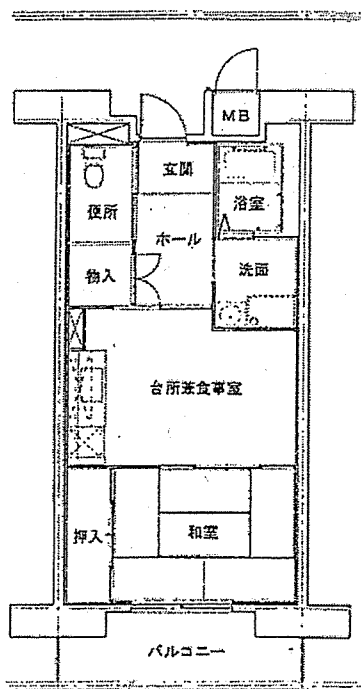 MB
玄関
浴室
便所
ホール
洗面
物入
台所兼食事室
押入
和室
バルコニー